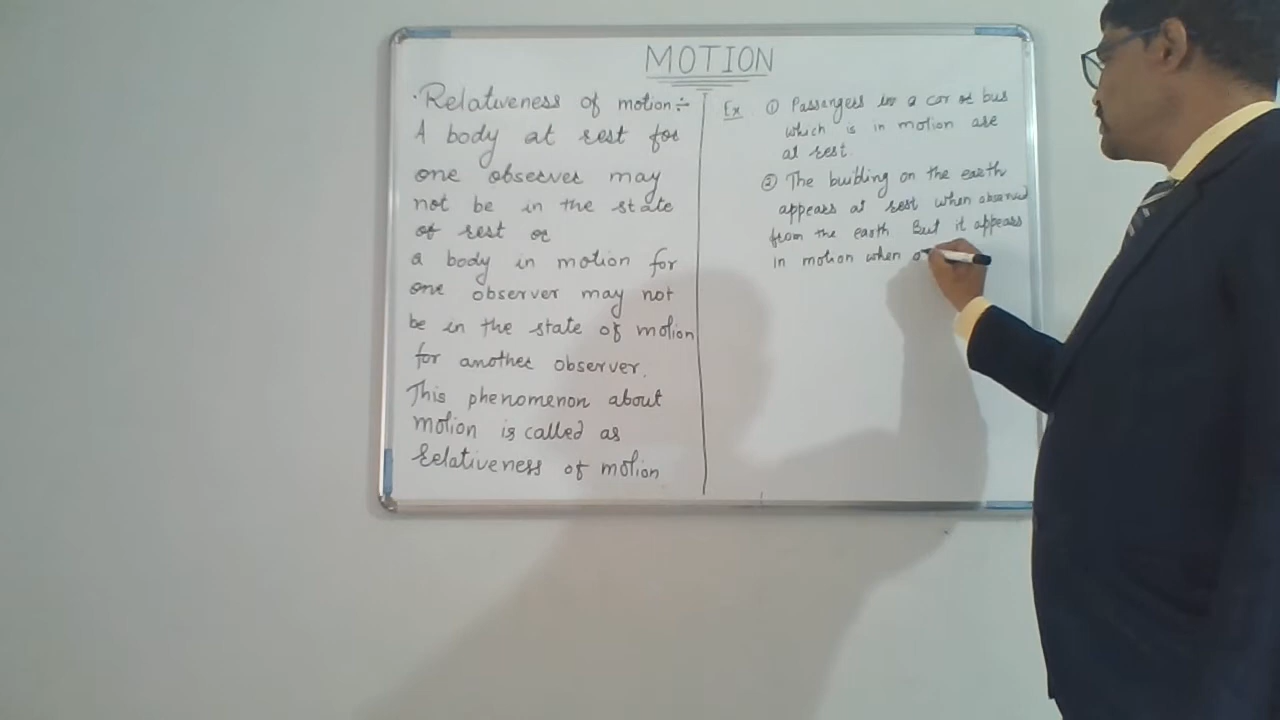 MOTION
· Relativeness of motion:-
A body at rest for
one observer may
not be in the state
of rest or
a body in motion for
one observer may not
be in the state of motion
for another observer.
This phenomenon about
motion is called as
relativeness of motion
Ex ① Passangers in a car or bus
which is in motion are
at rest.
② The building on the earth
appears at rest when observed
from the earth But it appears
in motion when